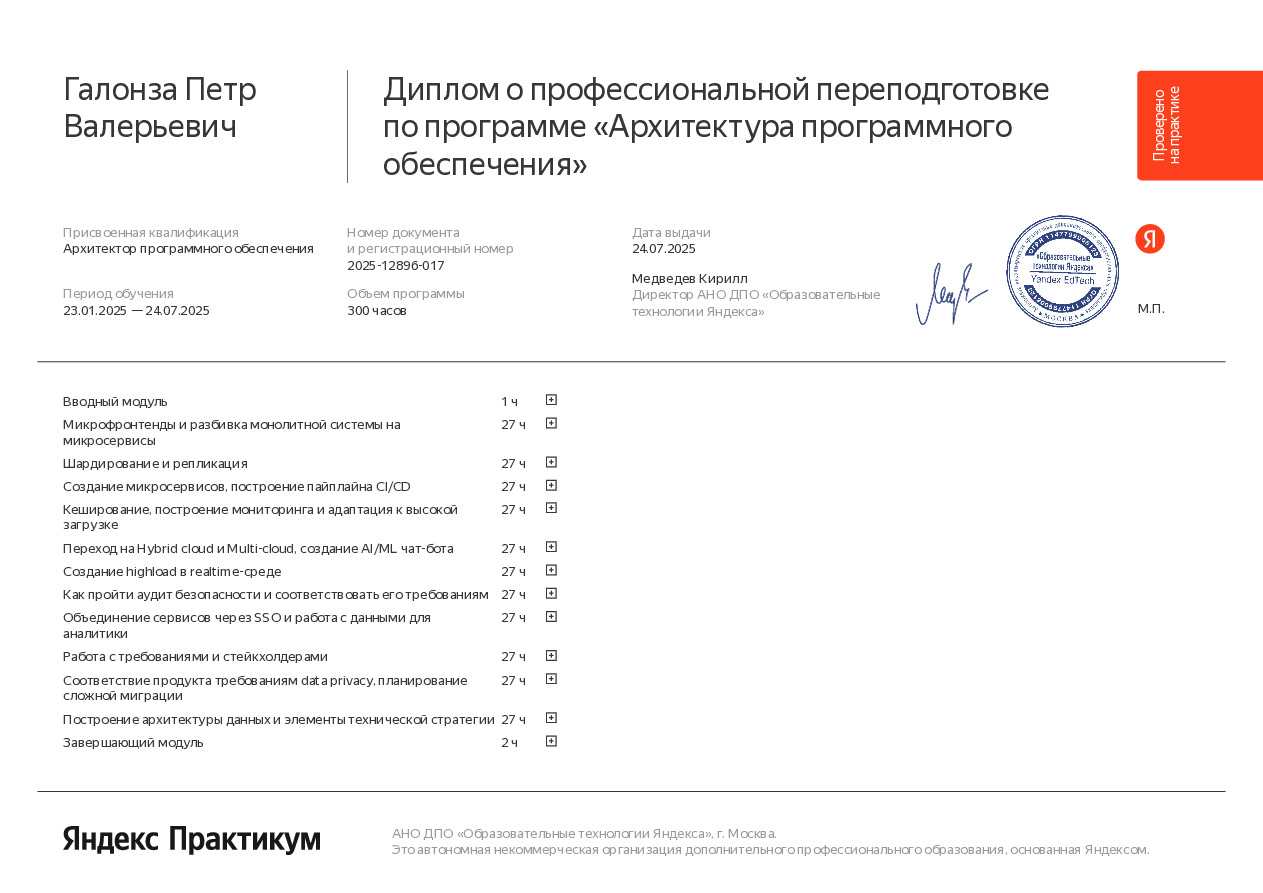 Галонза Петр
Валерьевич
Диплом о профессиональной переподготовке
по программе «Архитектура программного
обеспечения»
Проверено
на практике
Присвоенная квалификация
Архитектор программного обеспечения
Номер документа
и регистрационный номер
2025-12896-017
Дата выдачи
24.07.2025
Период обучения
23.01.2025 — 24.07.2025
Объем программы
300 часов
Медведев Кирилл
Директор АНО ДПО «Образовательные
технологии Яндекса»
«Образовательные
технологии Яндекса»
Yandex EdTech
МОСКВА
Я
М.П.
Вводный модуль 1 ч
Микрофронтенды и разбивка монолитной системы на 27 ч
микросервисы
Шардирование и репликация 27 ч
Создание микросервисов, построение пайплайна CI/CD 27 ч
Кеширование, построение мониторинга и адаптация к высокой 27 ч
загрузке
Переход на Hybrid cloud и Multi-cloud, создание AI/ML чат-бота 27 ч
Создание highload в realtime-среде 27 ч
Как пройти аудит безопасности и соответствовать его требованиям 27 ч
Объединение сервисов через SSO и работа с данными для 27 ч
аналитики
Работа с требованиями и стейкхолдерами 27 ч
Соответствие продукта требованиям data privacy, планирование 27 ч
сложной миграции
Построение архитектуры данных и элементы технической стратегии 27 ч
Завершающий модуль 2 ч
Яндекс Практикум
АНО ДПО «Образовательные технологии Яндекса», г. Москва.
Это автономная некоммерческая организация дополнительного профессионального образования, основанная Яндексом.